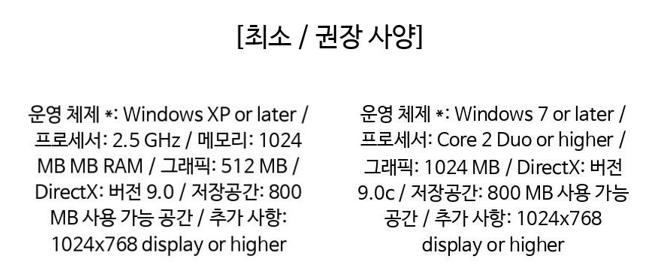 [최소 / 권장 사양]
운영 체제 *: Windows XP or later /
프로세서: 2.5 GHz / 메모리: 1024
MB MB RAM / 그래픽: 512 MB /
DirectX: 버전 9.0 / 저장공간: 800
MB 사용 가능 공간 / 추가 사항:
1024x768 display or higher
운영 체제 *: Windows 7 or later /
프로세서: Core 2 Duo or higher /
그래픽: 1024 MB / DirectX: 버전
9.0c / 저장공간: 800 MB 사용 가능
공간 / 추가 사항: 1024x768
display or higher